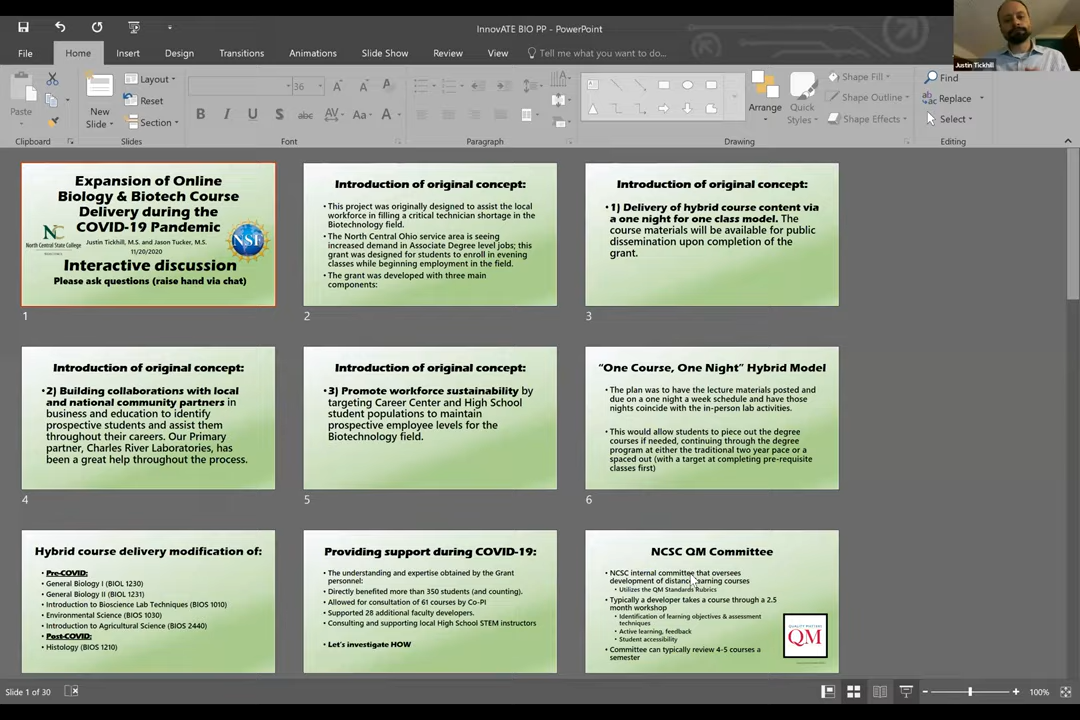 InnovATE BIO PP - PowerPoint
Justin Tickhill
File Home Insert Design Transitions Animations Slide Show Review View Tell me what you want to do...
Paste
Clipboard
New
Slide
Layout
Reset
Section
Slides
36
B I U S abc AV Aa A
Font
Paragraph
Arrange
Quick
Styles
Shape Fill
Shape Outline
Shape Effects
Drawing
Find
Replace
Select
Editing
Expansion of Online
Biology & Biotech Course
Delivery during the
COVID-19 Pandemic
NC
North Central State College
NSF
Justin Tickhill, M.S. and Jason Tucker, M.S.
11/20/2020
Interactive discussion
Please ask questions (raise hand via chat)
1
Introduction of original concept:
• This project was originally designed to assist the local
workforce in filling a critical technician shortage in the
Biotechnology field.
• The North Central Ohio service area is seeing
increased demand in Associate Degree level jobs; this
grant was designed for students to enroll in evening
classes while beginning employment in the field.
• The grant was developed with three main
components:
2
Introduction of original concept:
• 1) Delivery of hybrid course content via
a one night for one class model. The
course materials will be available for public
dissemination upon completion of the
grant.
3
Introduction of original concept:
• 2) Building collaborations with local
and national community partners in
business and education to identify
prospective students and assist them
throughout their careers. Our Primary
partner, Charles River Laboratories, has
been a great help throughout the process.
4
Introduction of original concept:
• 3) Promote workforce sustainability by
targeting Career Center and High School
student populations to maintain
prospective employee levels for the
Biotechnology field.
5
"One Course, One Night" Hybrid Model
• The plan was to have the lecture materials posted and
due on a one night a week schedule and have those
nights coincide with the in-person lab activities.
• This would allow students to piece out the degree
courses if needed, continuing through the degree
program at either the traditional two year pace or a
spaced out (with a target at completing pre-requisite
classes first)
6
Hybrid course delivery modification of:
• Pre-COVID:
• General Biology I (BIOL 1230)
• General Biology II (BIOL 1231)
• Introduction to Bioscience Lab Techniques (BIOS 1010)
• Environmental Science (BIOS 1030)
• Introduction to Agricultural Science (BIOS 2440)
• Post-COVID:
• Histology (BIOS 1210)
Providing support during COVID-19:
• The understanding and expertise obtained by the Grant
personnel:
• Directly benefited more than 350 students (and counting).
• Allowed for consultation of 61 courses by Co-PI
• Supported 28 additional faculty developers.
• Consulting and supporting local High School STEM instructors
• Let's investigate HOW
NCSC QM Committee
• NCSC internal committee that oversees
development of distance learning courses
• Utilizes the QM Standards Rubrics
• Typically a developer takes a course through a 2.5
month workshop
• Identification of learning objectives & assessment
techniques
• Active learning, feedback
• Student accessibility
• Committee can typically review 4-5 courses a
semester
QUALITY MATTERS
QM
Slide 1 of 30
100%